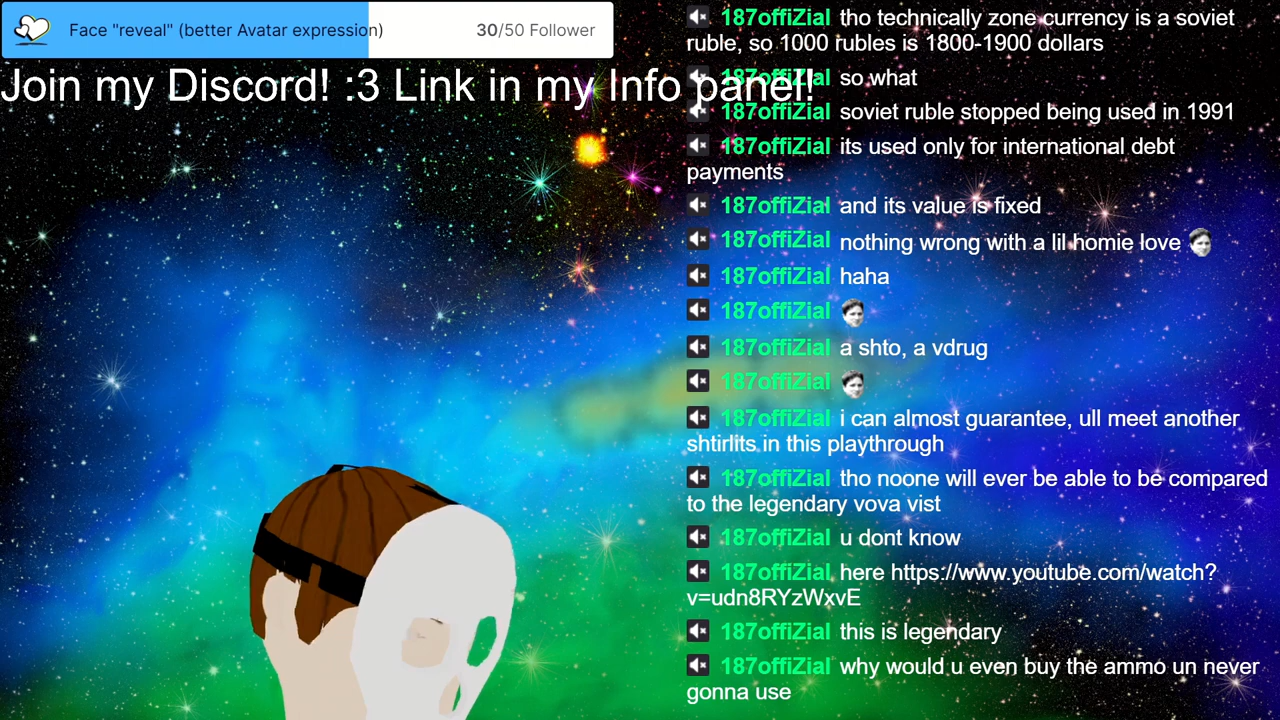 Face "reveal" (better Avatar expression) 30/50 Follower
Join my Discord! :3 Link in my Info panel!
187offiZial tho technically zone currency is a soviet
ruble, so 1000 rubles is 1800-1900 dollars
187offiZial so what
187offiZial soviet ruble stopped being used in 1991
187offiZial its used only for international debt
payments
187offiZial and its value is fixed
187offiZial nothing wrong with a lil homie love
187offiZial haha
187offiZial
187offiZial a shto, a vdrug
187offiZial
187offiZial i can almost guarantee, ull meet another
shtirlits in this playthrough
187offiZial tho noone will ever be able to be compared
to the legendary vova vist
187offiZial u dont know
187offiZial here https://www.youtube.com/watch?
v=udn8RYzWxvE
187offiZial this is legendary
187offiZial why would u even buy the ammo un never
gonna use